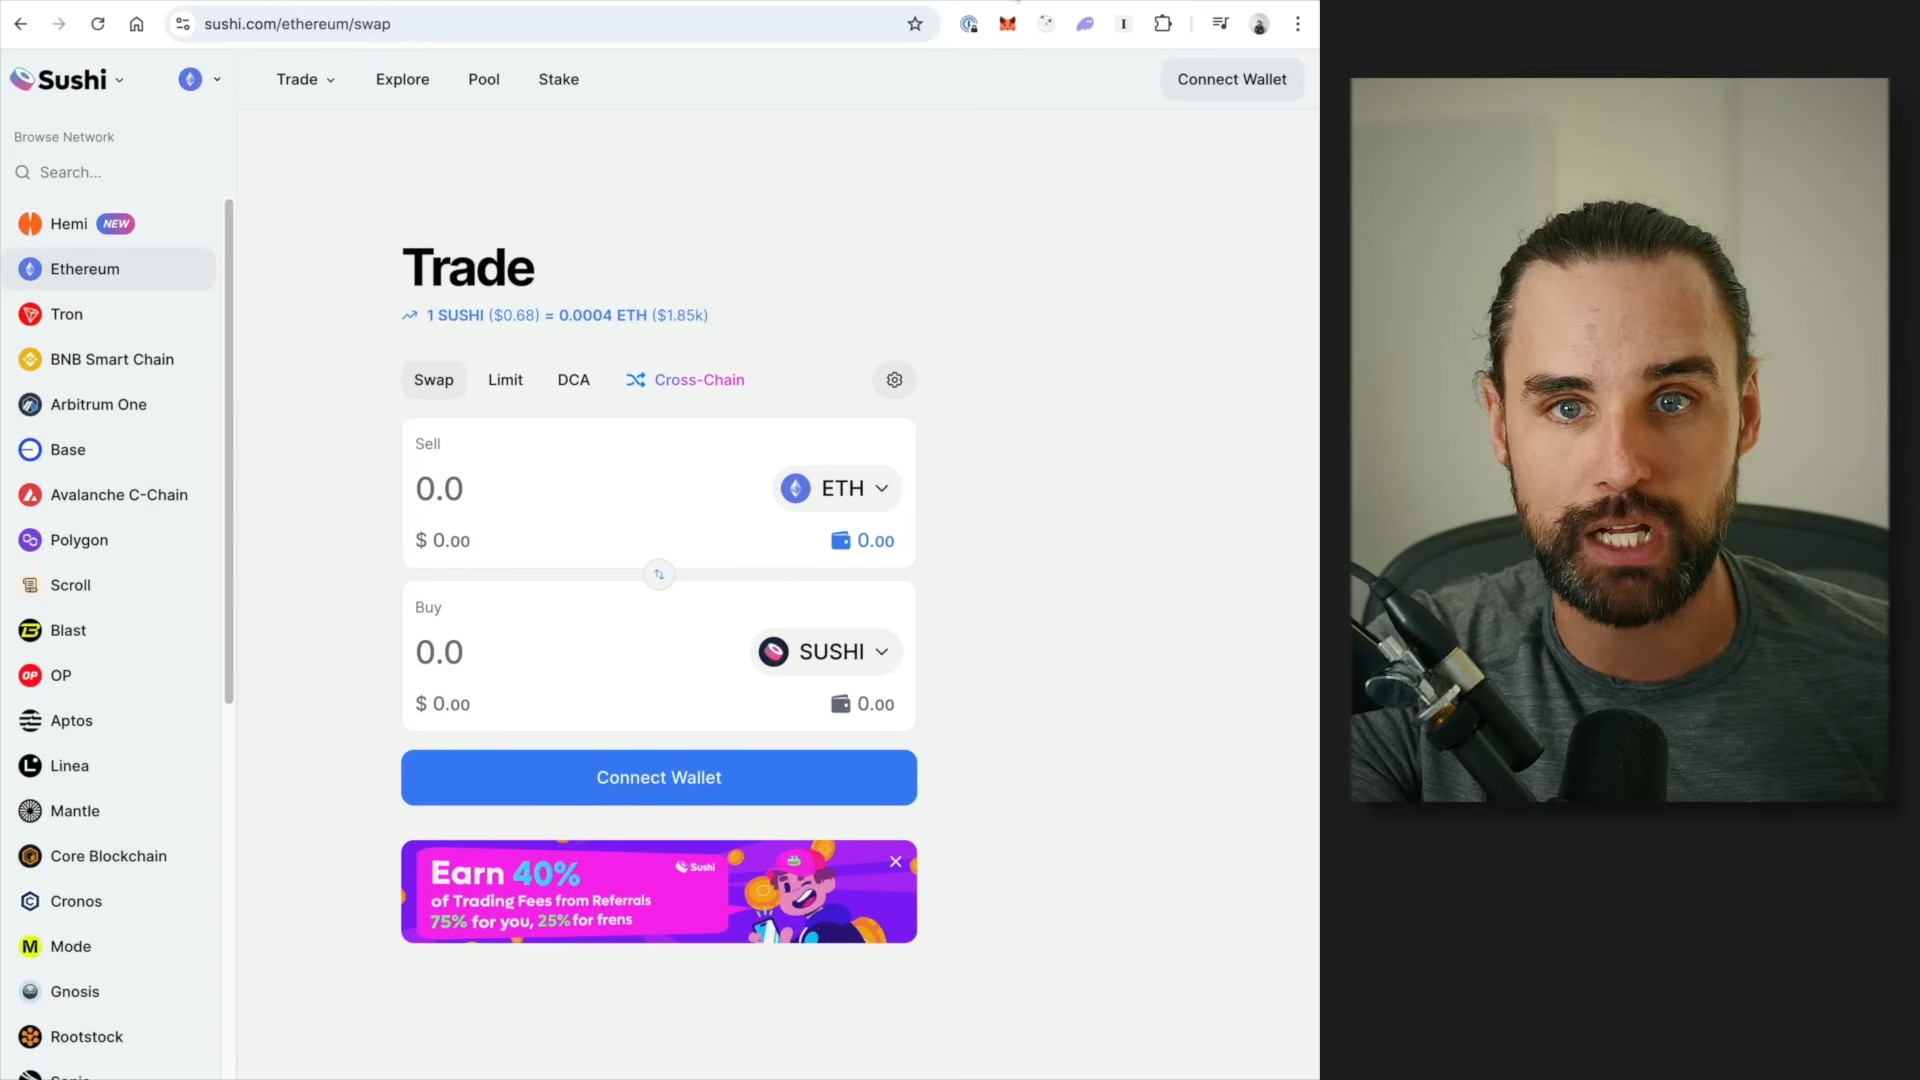 sushi.com/ethereum/swap
Sushi
Trade
Explore
Pool
Stake
Connect Wallet
Browse Network
Search...
Hemi NEW
Ethereum
Tron
BNB Smart Chain
Arbitrum One
Base
Avalanche C-Chain
Polygon
Scroll
Blast
OP OP
Aptos
Linea
Mantle
Core Blockchain
Cronos
Mode
Gnosis
Rootstock
Trade
1 SUSHI ($0.68) = 0.0004 ETH ($1.85k)
Swap
Limit
DCA
Cross-Chain
Sell
0.0
ETH
$ 0.00
0.00
Buy
0.0
SUSHI
$ 0.00
0.00
Connect Wallet
Earn 40%
Sushi
of Trading Fees from Referrals
75% for you, 25% for frens